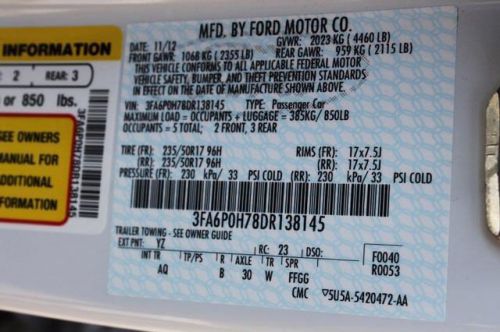 INFORMATION
2 REAR: 3
or 850 lbs.
SEE OWNERS
MANUAL FOR
ADDITIONAL
INFORMATION
3FA6P0H78DR138145
MFD. BY FORD MOTOR CO.
DATE: 11/12 GVWR: 2023 KG ( 4460 LB)
FRONT GAWR: 1068 KG ( 2355 LB) REAR GAWR: 959 KG ( 2115 LB)
THIS VEHICLE CONFORMS TO ALL APPLICABLE FEDERAL MOTOR
VEHICLE SAFETY, BUMPER, AND THEFT PREVENTION STANDARDS
IN EFFECT ON THE DATE OF MANUFACTURE SHOWN ABOVE.
VIN: 3FA6P0H78DR138145 TYPE: Passenger Car
MAXIMUM LOAD = OCCUPANTS + LUGGAGE = 385KG/ 850LB
OCCUPANTS = 5 TOTAL; 2 FRONT, 3 REAR
TIRE (FR): 235/50R17 96H RIMS (FR): 17x7.5J
(RR): 235/50R17 96H (RR): 17x7.5J
PRESSURE (FR): 230 kPa/ 33 PSI COLD (RR): 230 kPa/33 PSI COLD
3FA6P0H78DR138145
TRAILER TOWING - SEE OWNER GUIDE
EXT PNT: YZ RC: 23 DSO: F0040
INT TR TP/PS R AXLE TR SPR R0053
AQ B 30 W FFGGG
CMC 5U5A-5420472-AA